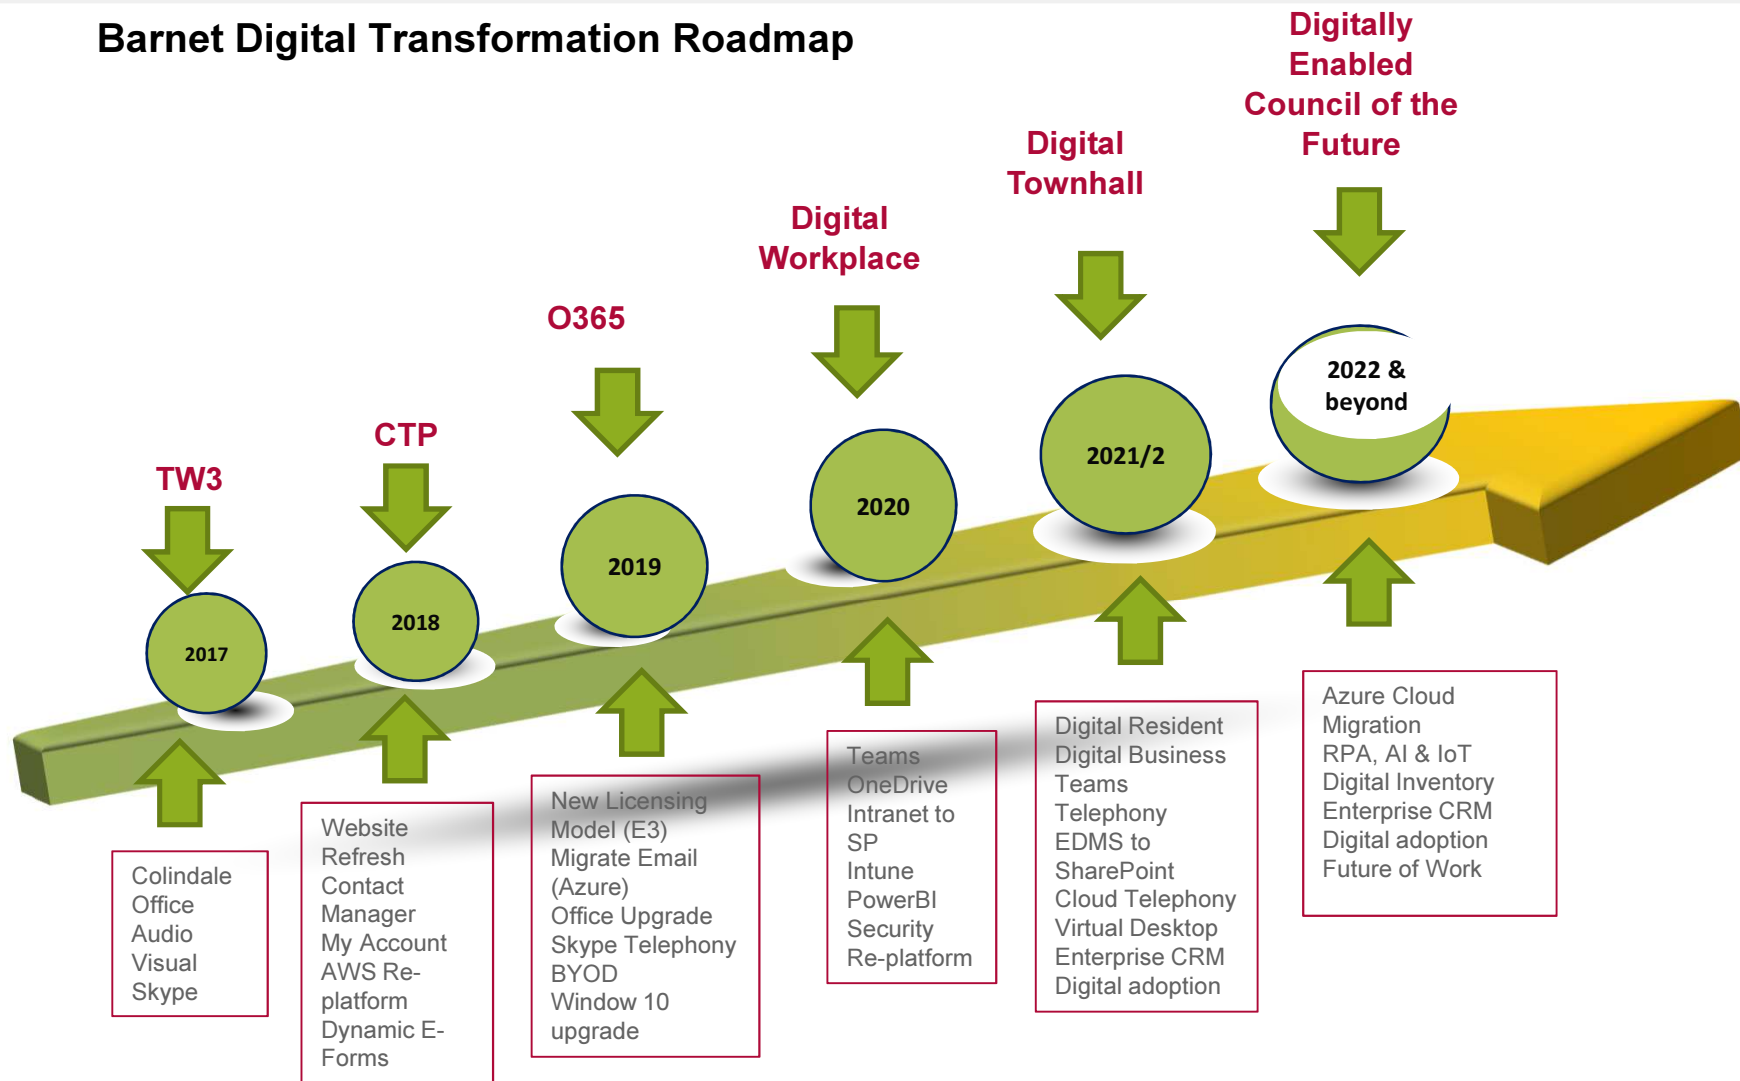 Barnet Digital Transformation Roadmap
Digitally
Enabled
Council of the
Future
Digital
Townhall
Digital
Workplace
O365
CTP
TW3
2017
2018
2019
2020
2021/2
2022 &
beyond
Colindale
Office
Audio
Visual
Skype
Website
Refresh
Contact
Manager
My Account
AWS Re-
platform
Dynamic E-
Forms
New Licensing
Model (E3)
Migrate Email
(Azure)
Office Upgrade
Skype Telephony
BYOD
Window 10
upgrade
Teams
OneDrive
Intranet to
SP
Intune
PowerBI
Security
Re-platform
Digital Resident
Digital Business
Teams
Telephony
EDMS to
SharePoint
Cloud Telephony
Virtual Desktop
Enterprise CRM
Digital adoption
Azure Cloud
Migration
RPA, AI & IoT
Digital Inventory
Enterprise CRM
Digital adoption
Future of Work